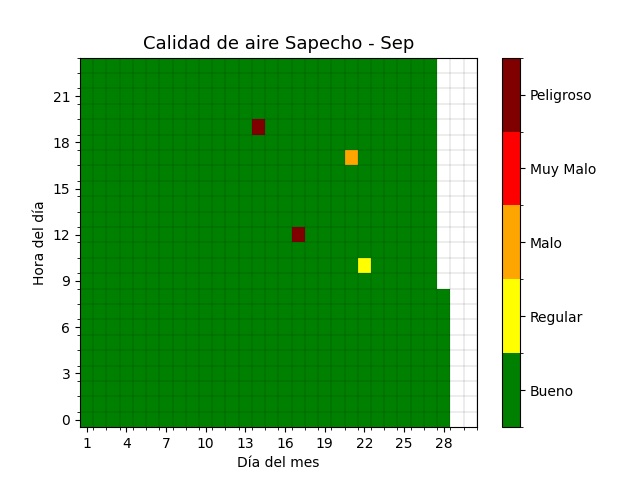 Calidad de aire Sapecho - Sep
Hora del día
21
18
15
12
9
6
3
0
1 4 7 10 13 16 19 22 25 28
Día del mes
Peligroso
Muy Malo
Malo
Regular
Bueno